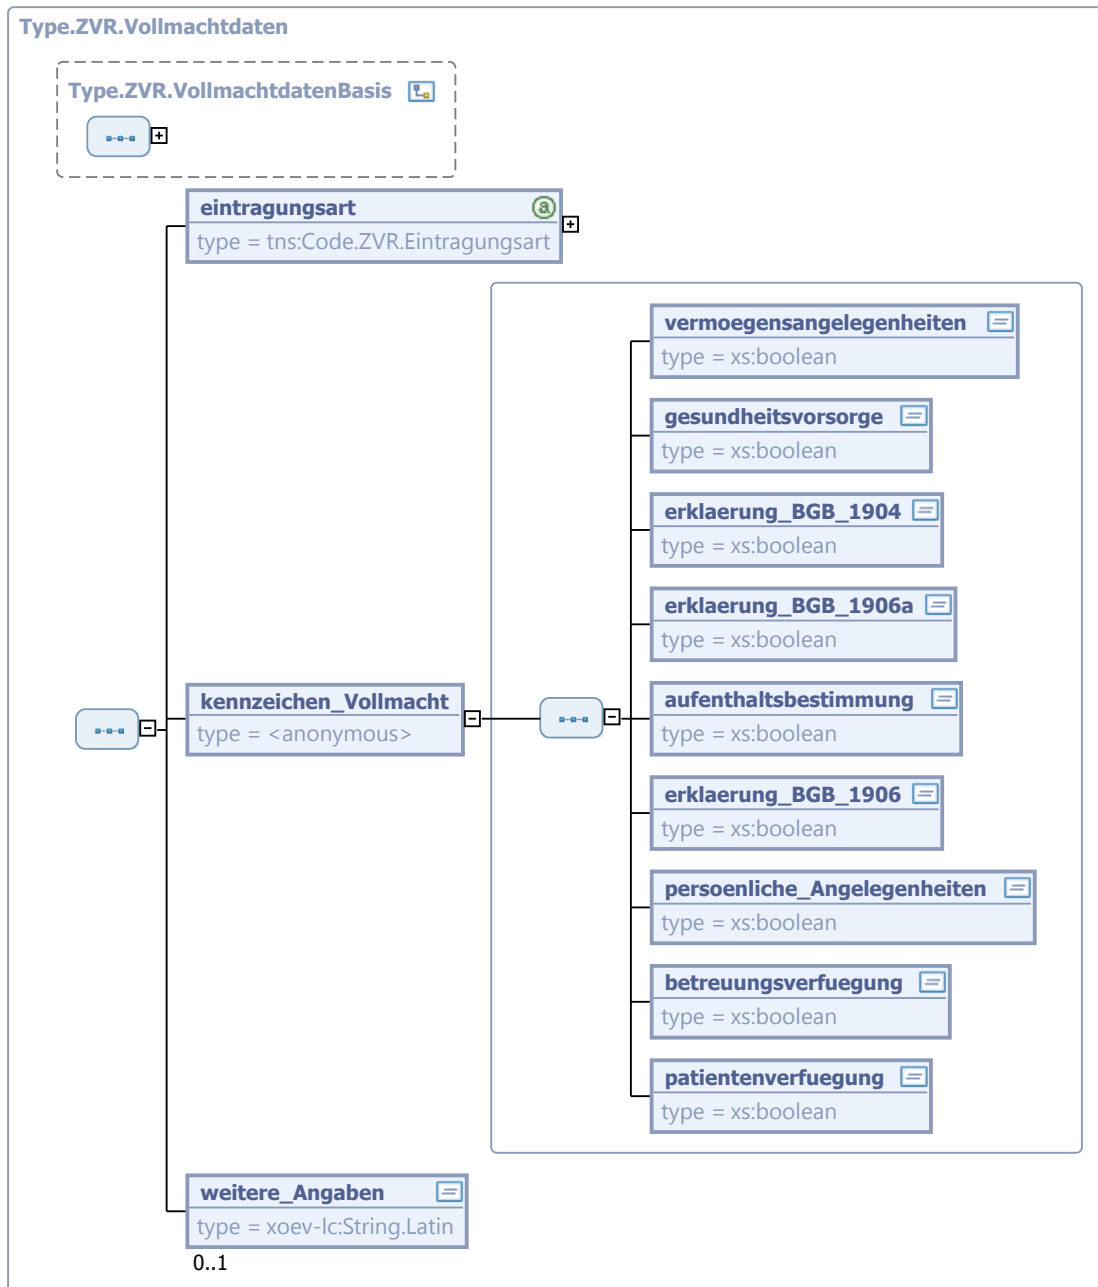 Type.ZVR.Vollmachtdaten
Type.ZVR.VollmachtdatenBasis
eintragungsart
type = tns:Code.ZVR.Eintragungsart
vermoegensangelegenheiten
type = xs:boolean
gesundheitsvorsorge
type = xs:boolean
erklaerung_BGB_1904
type = xs:boolean
erklaerung_BGB_1906a
type = xs:boolean
kennzeichen_Vollmacht
type = <anonymous>
aufenthaltsbestimmung
type = xs:boolean
erklaerung_BGB_1906
type = xs:boolean
persoenliche_Angelegenheiten
type = xs:boolean
betreuungsverfuegung
type = xs:boolean
patientenverfuegung
type = xs:boolean
weitere_Angaben
type = xoev-lc:String.Latin
0..1